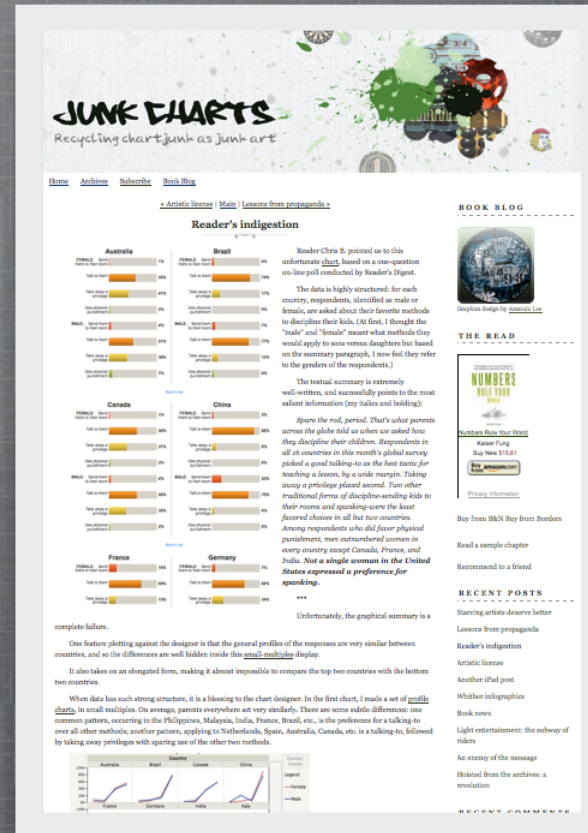 JUNK CHARTS
Recycling chartjunk as junk art
Home Archives Subscribe Book Blog
« Artistic license | Main | Lessons from propaganda »
Reader's indigestion
Australia Brazil
Canada China
France Germany
Reader Chris B. pointed us to this
unfortunate chart, based on a one-question
on-line poll conducted by Reader's Digest.
The data is highly structured: for each
country, respondents, identified as male or
female, are asked about their favorite methods
to discipline their kids. (At first, I thought the
"male" and "female" meant what methods they
would apply to sons versus daughters but based
on the summary paragraph, I now feel they refer
to the genders of the respondents.)
The textual summary is extremely
well-written, and successfully points to the most
salient information (my italics and bolding):
Spare the rod, period. That's what parents
across the globe told us when we asked how
they discipline their children. Respondents in
all 16 countries in this month's global survey
picked a good talking-to as the best tactic for
teaching a lesson, by a wide margin. Taking
away a privilege placed second. Two other
traditional forms of discipline-sending kids to
their rooms and spanking-were the least
favored choices in all but two countries.
Among respondents who did favor physical
punishment, men outnumbered women in
every country except Canada, France, and
India. Not a single woman in the United
States expressed a preference for
spanking.
***
Unfortunately, the graphical summary is a
complete failure.
One feature plotting against the designer is that the general profiles of the responses are very similar between
countries, and so the differences are well hidden inside this small-multiples display.
It also takes on an elongated form, making it almost impossible to compare the top two countries with the bottom
two countries.
When data has such strong structure, it is a blessing to the chart designer. In the first chart, I made a set of profile
charts, in small multiples. On average, parents everywhere act very similarly. There are some subtle differences: one
common pattern, occurring in the Philippines, Malaysia, India, France, Brazil, etc., is the preference for a talking-to
over all other methods; another pattern, applying to Netherlands, Spain, Australia, Canada, etc. is a talking-to, followed
by taking away privileges with sparing use of the other two methods.
Country
Australia Brazil Canada China
Legend
Female
Male
France Germany India Italy
BOOK BLOG
Graphics design by Amanda Lee
THE READ
NUMBERS
RULE YOUR
WORLD
Numbers Rule Your World
Kaiser Fung
Buy New $15.61
Buy from amazon.com
Privacy Information
Buy from B&N Buy from Borders
Read a sample chapter
Recommend to a friend
RECENT POSTS
Starving artists deserve better
Lessons from propaganda
Reader's indigestion
Artistic license
Another iPad post
Whither infographics
Book news
Light entertainment: the subway of
riders
An enemy of the message
Hoisted from the archives: a
revolution
RECENT COMMENTS